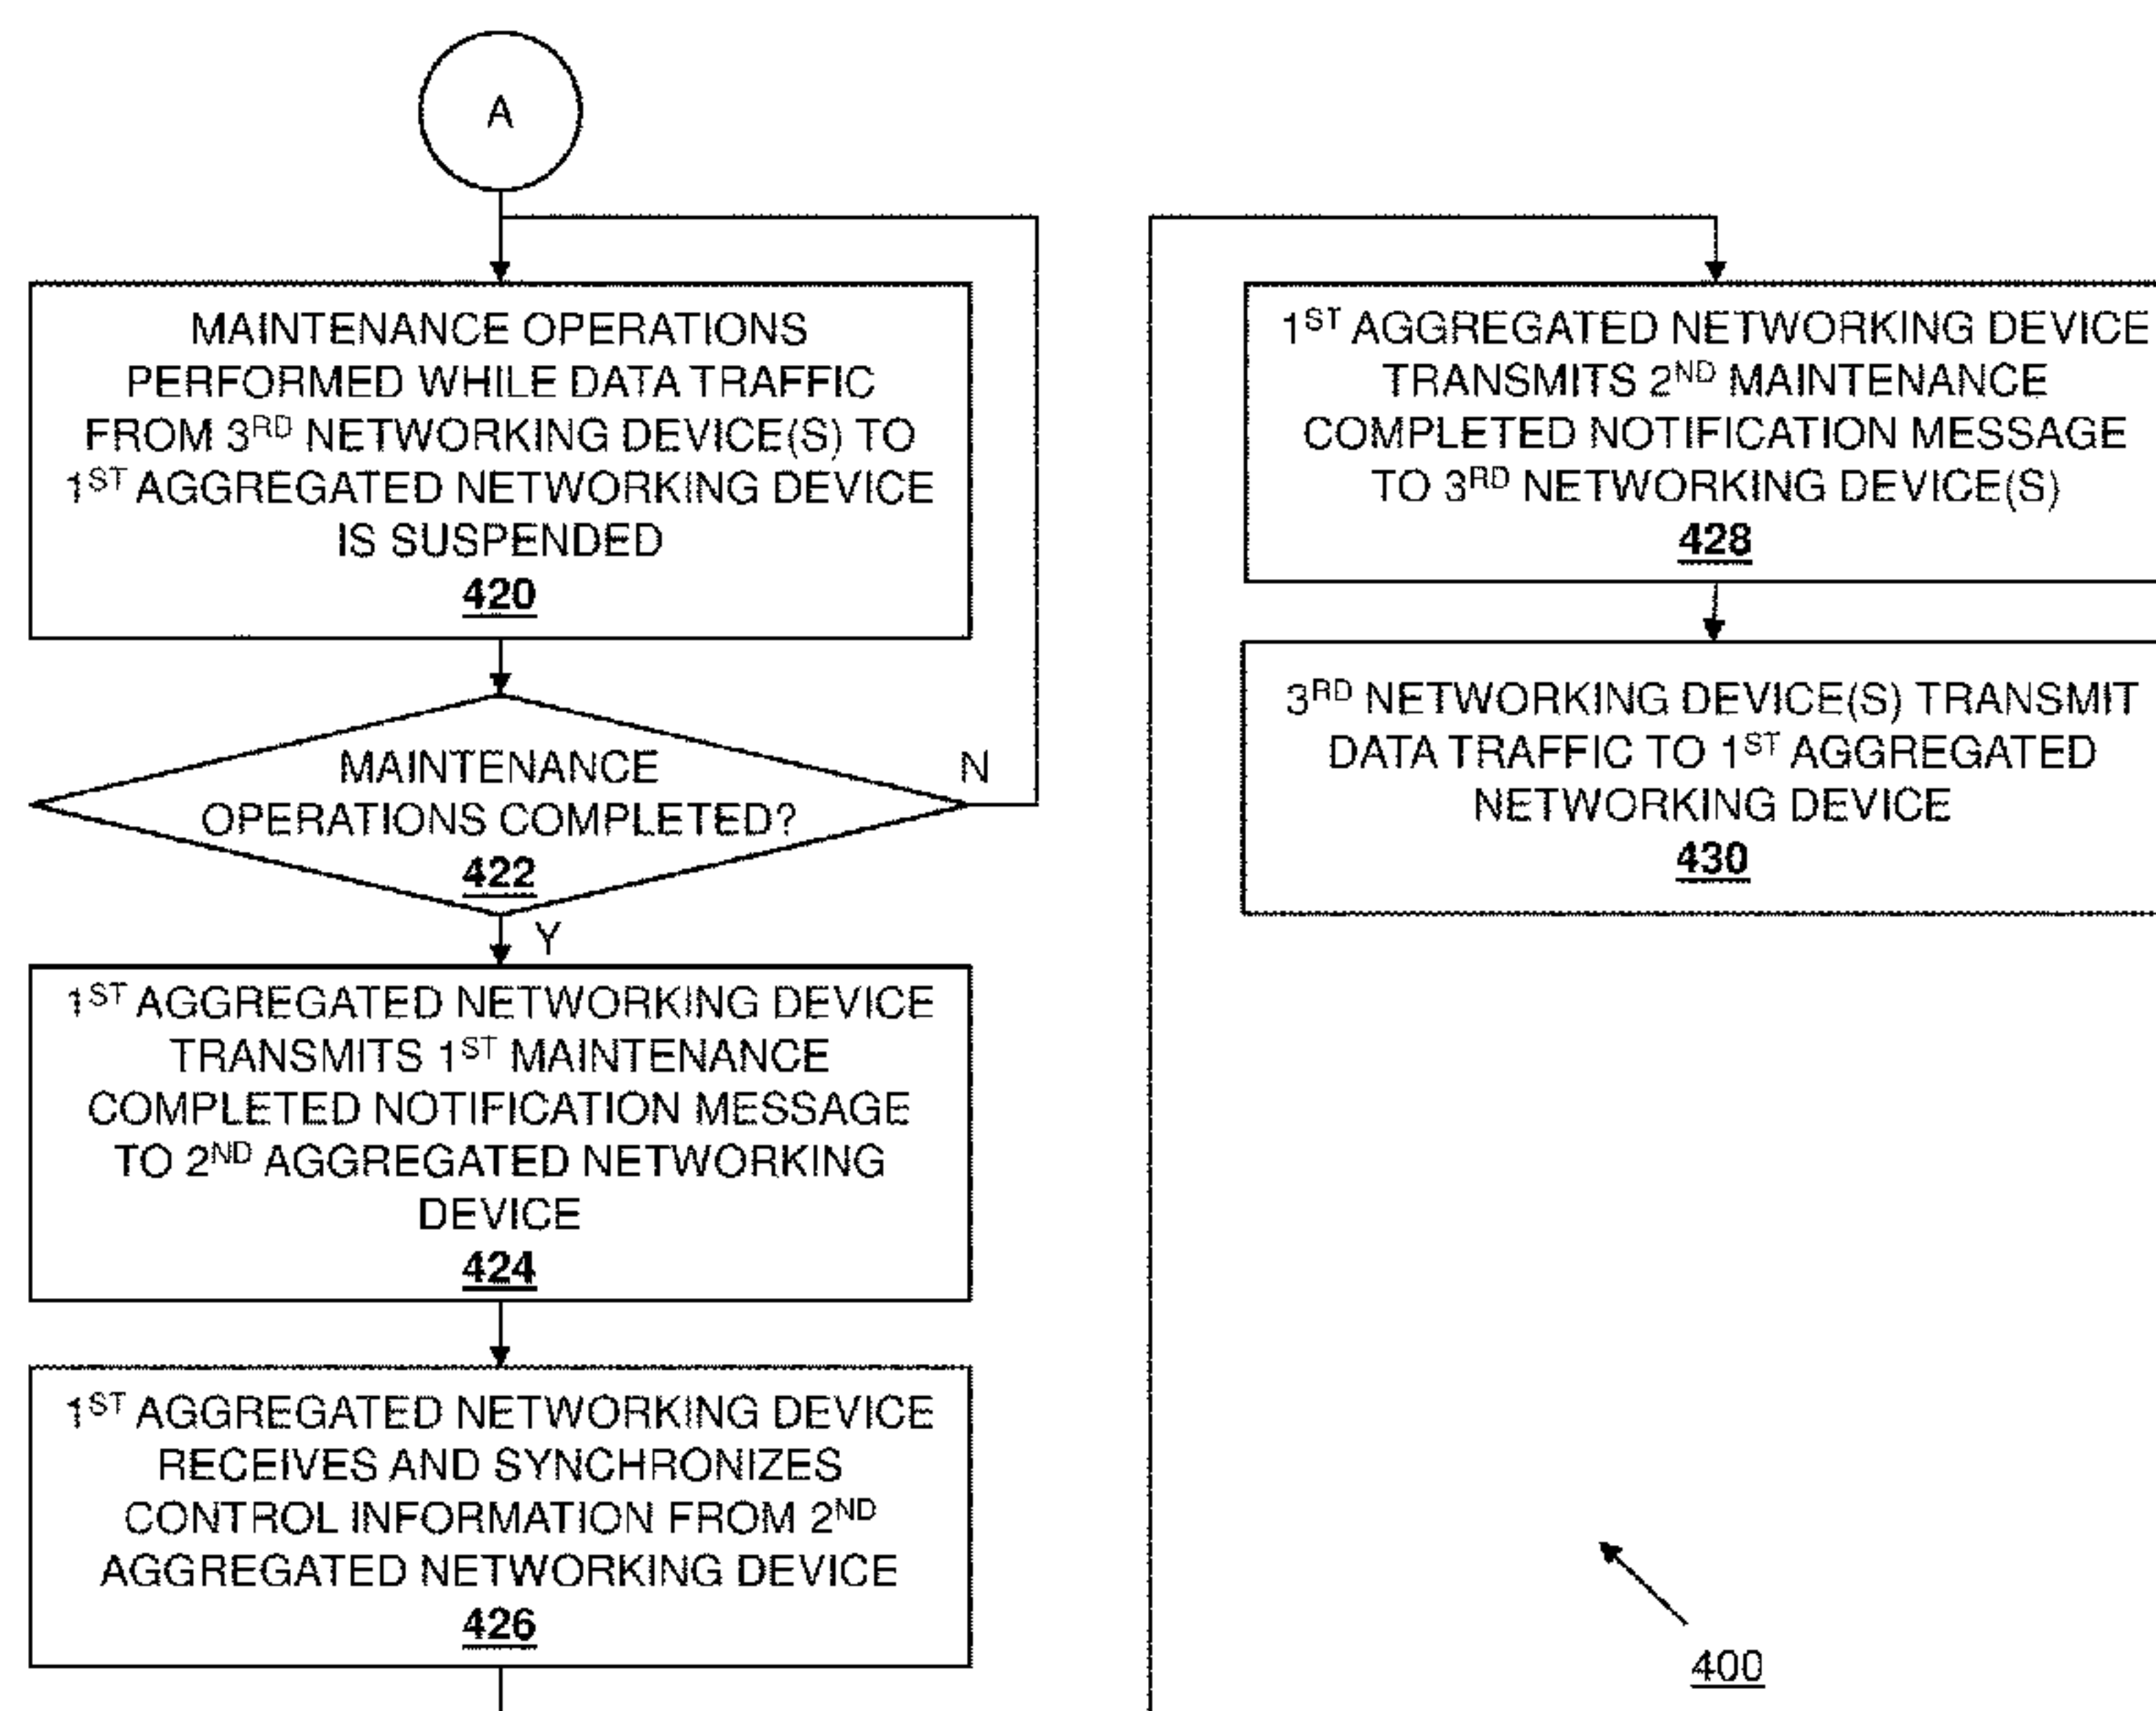 A
MAINTENANCE OPERATIONS
PERFORMED WHILE DATA TRAFFIC
FROM 3RD NETWORKING DEVICE(S) TO
1ST AGGREGATED NETWORKING DEVICE
IS SUSPENDED
420
MAINTENANCE
OPERATIONS COMPLETED?
422
N
Y
1ST AGGREGATED NETWORKING DEVICE
TRANSMITS 1ST MAINTENANCE
COMPLETED NOTIFICATION MESSAGE
TO 2ND AGGREGATED NETWORKING
DEVICE
424
1ST AGGREGATED NETWORKING DEVICE
RECEIVES AND SYNCHRONIZES
CONTROL INFORMATION FROM 2ND
AGGREGATED NETWORKING DEVICE
426
1ST AGGREGATED NETWORKING DEVICE
TRANSMITS 2ND MAINTENANCE
COMPLETED NOTIFICATION MESSAGE
TO 3RD NETWORKING DEVICE(S)
428
3RD NETWORKING DEVICE(S) TRANSMIT
DATA TRAFFIC TO 1ST AGGREGATED
NETWORKING DEVICE
430
400